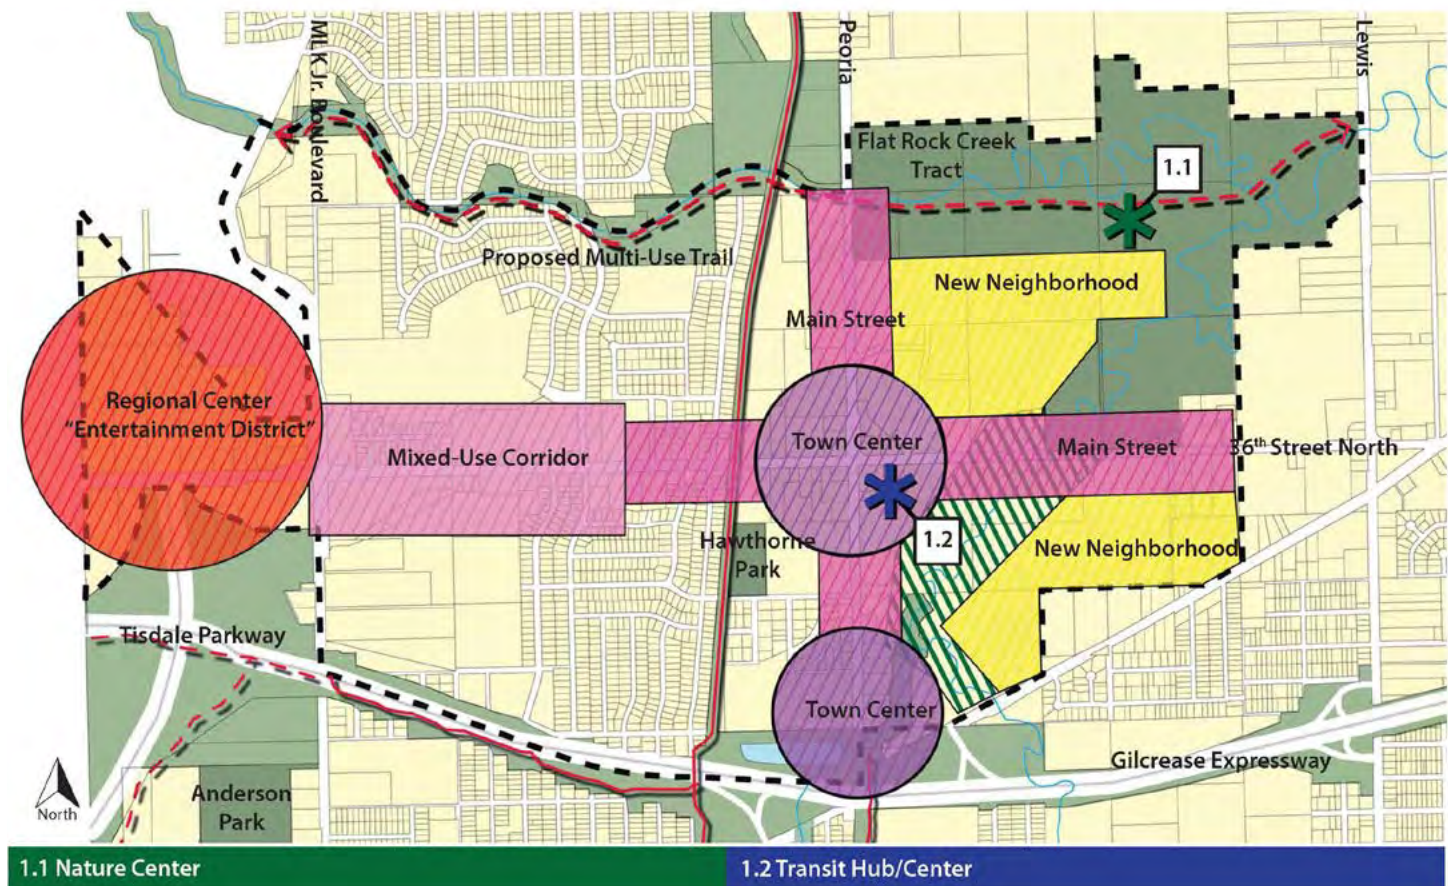 MLK Jr. Boulevard
Peoria
Lewis
Flat Rock Creek
Tract
1.1
Proposed Multi-Use Trail
New Neighborhood
Main Street
Regional Center
"Entertainment District"
Mixed-Use Corridor
Town Center
Main Street
36th Street North
1.2
Hawthorne
Park
New Neighborhood
Tisdale Parkway
Town Center
Gilcrease Expressway
Anderson
Park
North
1.1 Nature Center
1.2 Transit Hub/Center